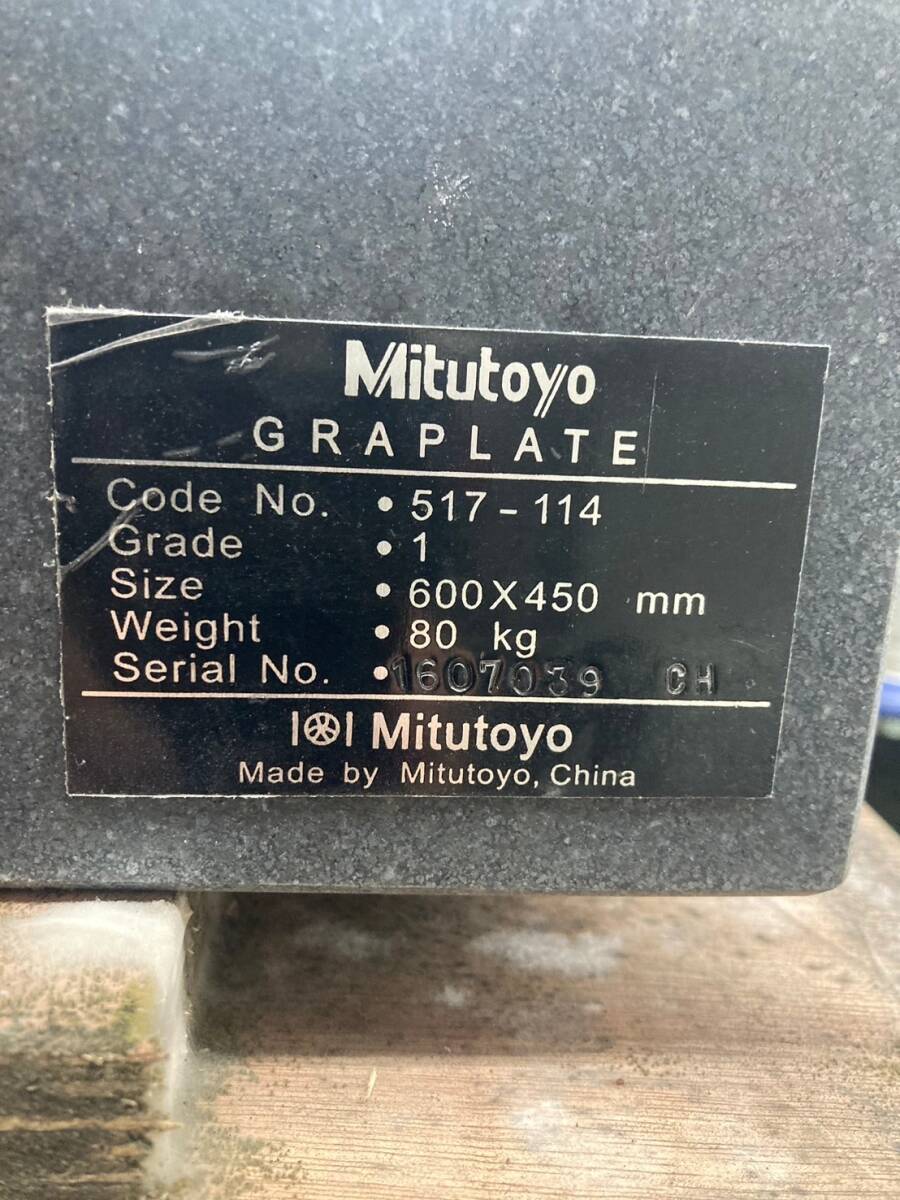 Mitutoyo
GRAPLATE
Code No. • 517-114
Grade • 1
Size • 600X450 mm
Weight • 80 kg
Serial No. • 1607039 CH
Mitutoyo
Made by Mitutoyo, China